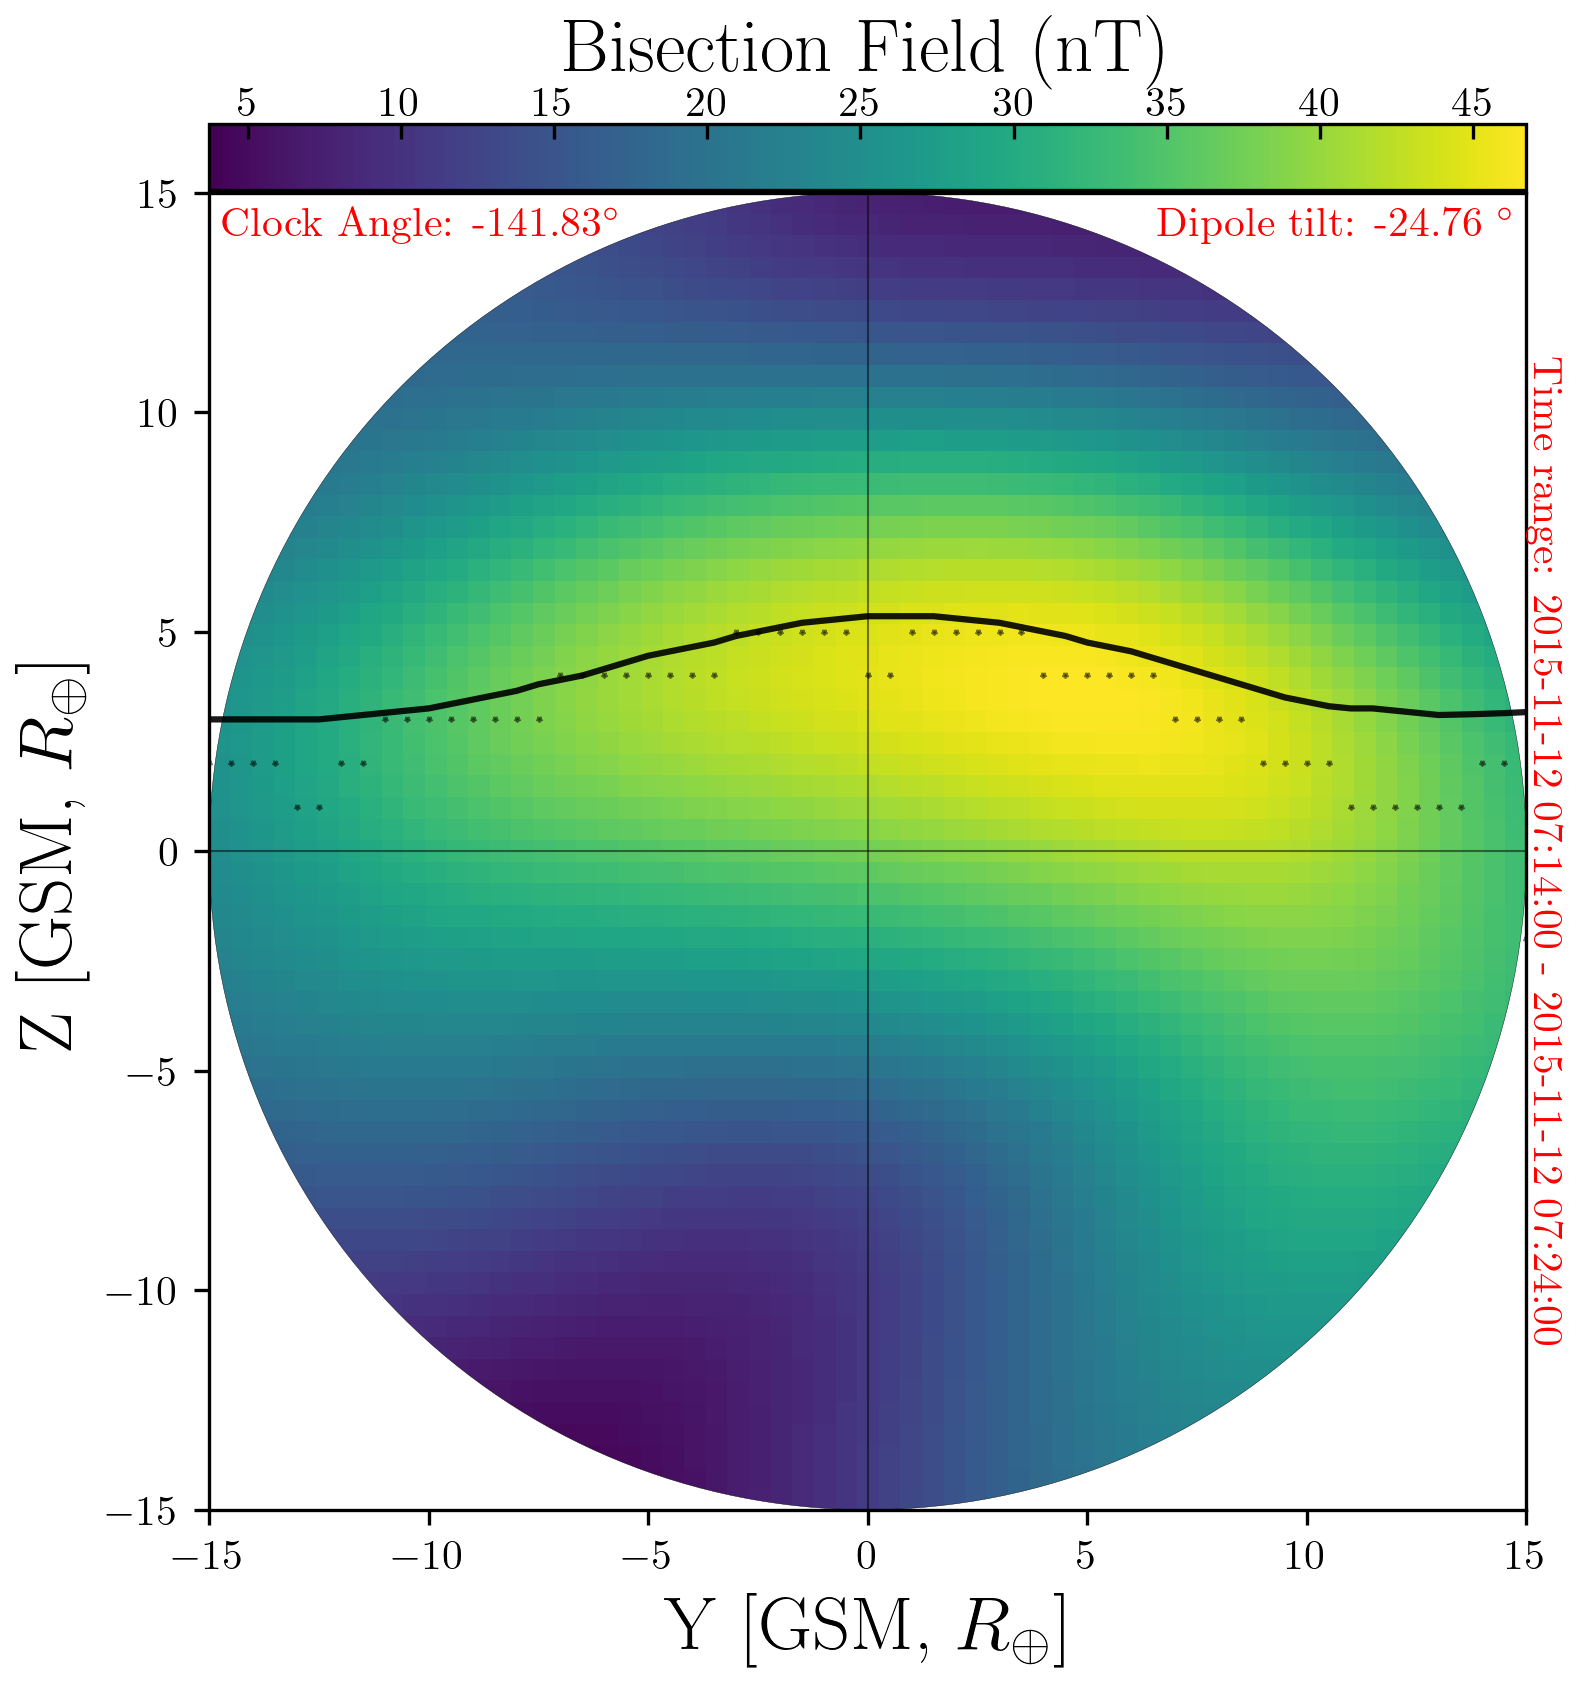 Bisection Field (nT)
5 10 15 20 25 30 35 40 45
Clock Angle: -141.83°
Dipole tilt: -24.76 °
15
10
5
0
−5
−10
−15
Z [GSM, R⊕]
−15 −10 −5 0 5 10 15
Y [GSM, R⊕]
Time range: 2015-11-12 07:14:00 - 2015-11-12 07:24:00